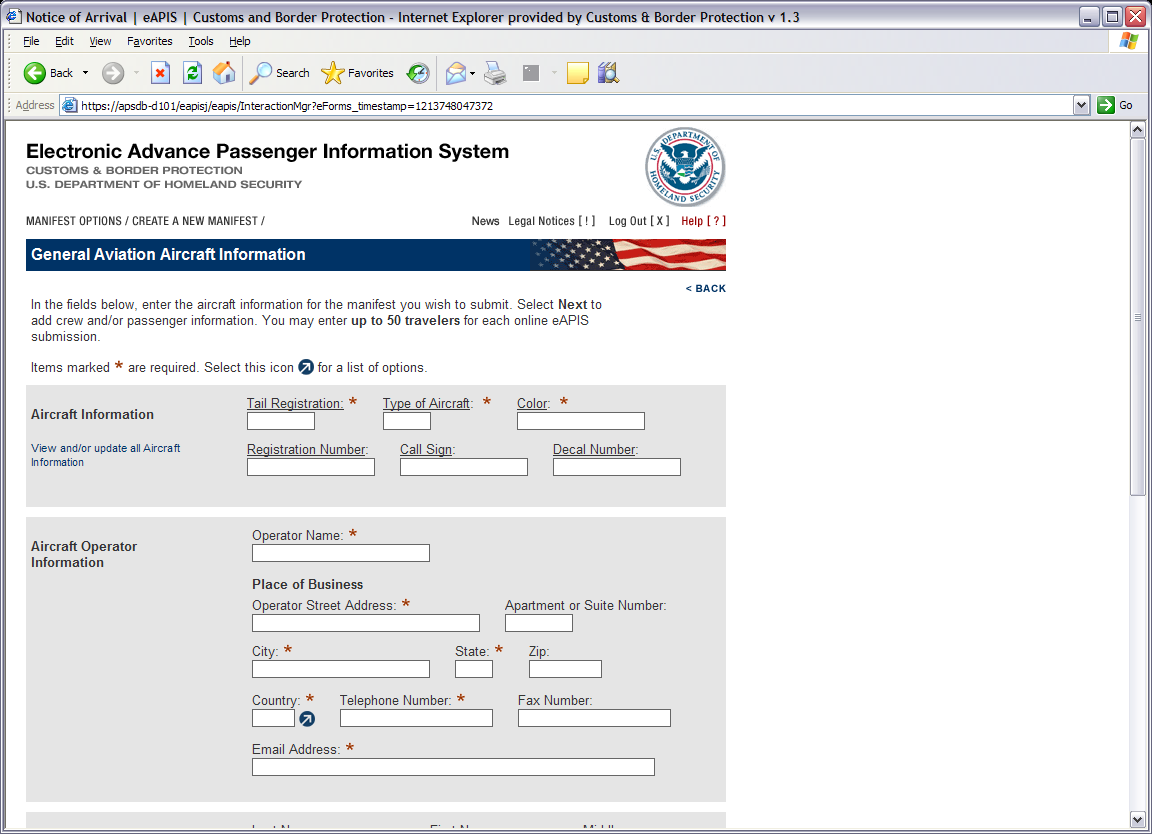 Notice of Arrival | eAPIS | Customs and Border Protection - Internet Explorer provided by Customs & Border Protection v 1.3
File Edit View Favorites Tools Help
Back Search Favorites
Address https://apsdb-d101/eapisj/eapis/InteractionMgr?eForms_timestamp=1213748047372 Go
Electronic Advance Passenger Information System
CUSTOMS & BORDER PROTECTION
U.S. DEPARTMENT OF HOMELAND SECURITY
U.S. DEPARTMENT OF HOMELAND SECURITY
MANIFEST OPTIONS / CREATE A NEW MANIFEST / News Legal Notices [ ! ] Log Out [ X ] Help [ ? ]
General Aviation Aircraft Information
< BACK
In the fields below, enter the aircraft information for the manifest you wish to submit. Select Next to
add crew and/or passenger information. You may enter up to 50 travelers for each online eAPIS
submission.
Items marked * are required. Select this icon for a list of options.
Aircraft Information
View and/or update all Aircraft
Information
Tail Registration: * Type of Aircraft: * Color: *
Registration Number: Call Sign: Decal Number:
Aircraft Operator
Information
Operator Name: *
Place of Business
Operator Street Address: * Apartment or Suite Number:
City: * State: * Zip:
Country: * Telephone Number: * Fax Number:
Email Address: *